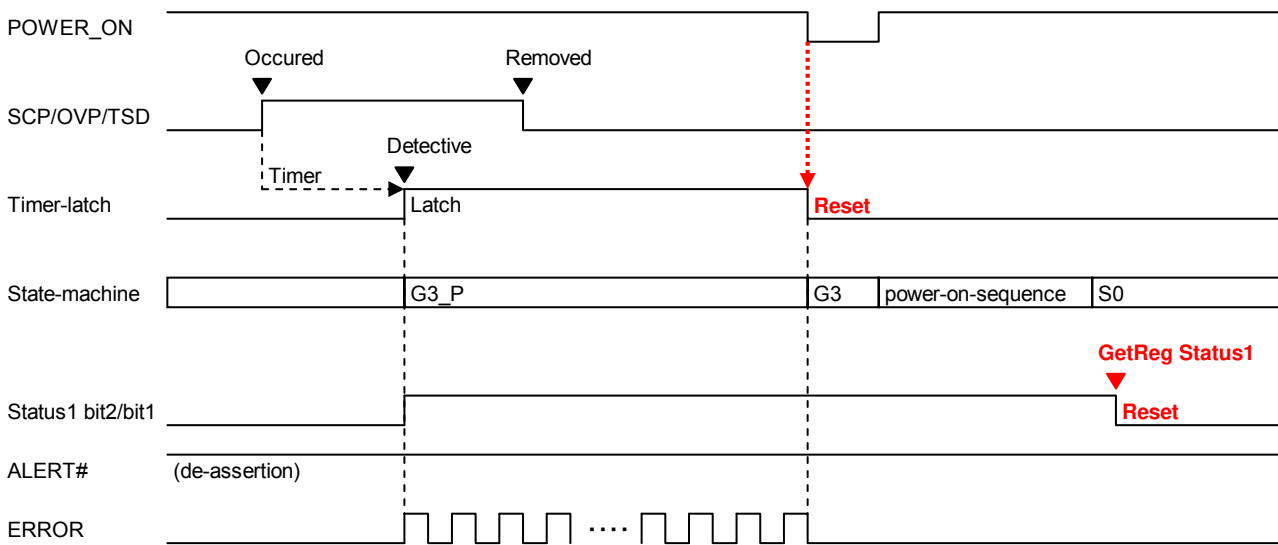 POWER_ON
Occured Removed
SCP/OVP/TSD
Detective
Timer
Timer-latch Latch Reset
State-machine G3_P G3 power-on-sequence S0
GetReg Status1
Status1 bit2/bit1 Reset
ALERT# (de-assertion)
ERROR ....